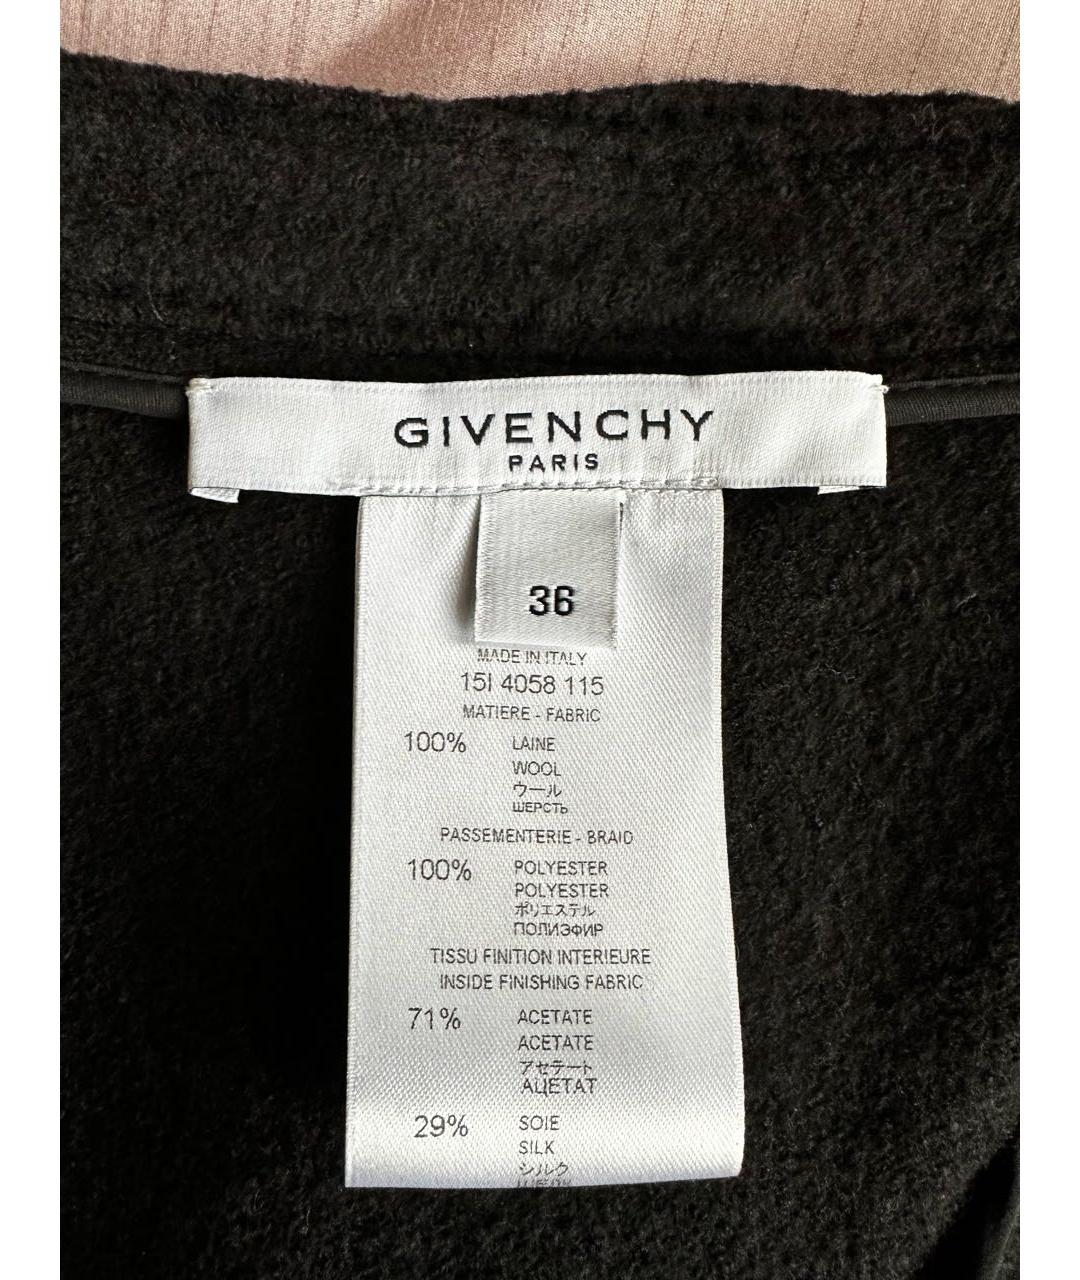 GIVENCHY
PARIS
36
MADE IN ITALY
15I 4058 115
MATIERE - FABRIC
100% LAINE
WOOL
ウール
ШЕРСТЬ
PASSEMENTERIE - BRAID
100% POLYESTER
POLYESTER
ポリエステル
ПОЛИЭФИР
TISSU FINITION INTERIEURE
INSIDE FINISHING FABRIC
71% ACETATE
ACETATE
アセテート
АЦЕТАТ
29% SOIE
SILK
シルク